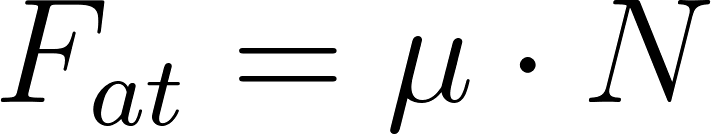 F_{at} = μ · N